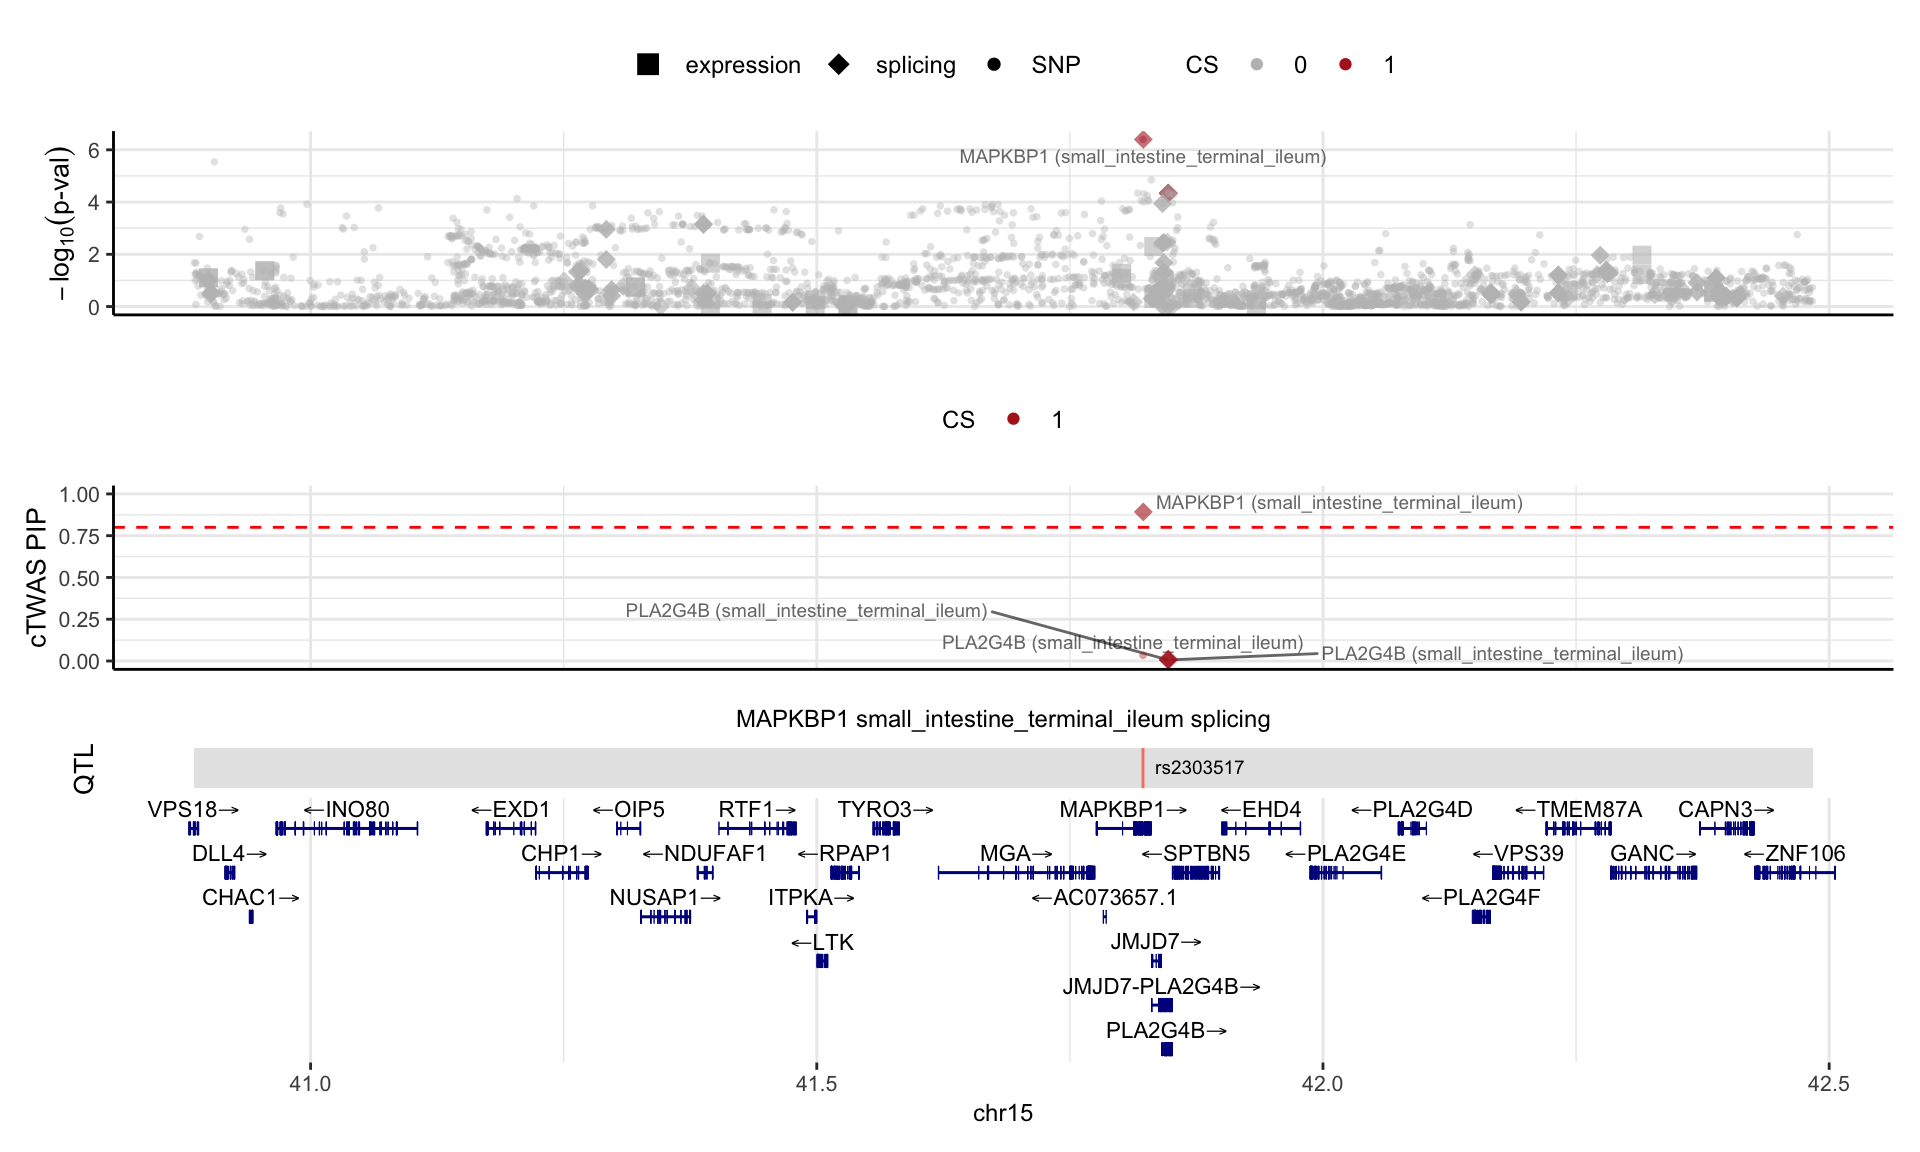 expression splicing SNP CS 0 1
−log10(p-val)
6
4
2
0
MAPKBP1 (small_intestine_terminal_ileum)
CS 1
cTWAS PIP
1.00
0.75
0.50
0.25
0.00
MAPKBP1 (small_intestine_terminal_ileum)
PLA2G4B (small_intestine_terminal_ileum)
PLA2G4B (small_intestine_terminal_ileum)
PLA2G4B (small_intestine_terminal_ileum)
MAPKBP1 small_intestine_terminal_ileum splicing
QTL
rs2303517
VPS18→ ←INO80 ←EXD1 ←OIP5 RTF1→ TYRO3→ MAPKBP1→ ←EHD4 ←PLA2G4D ←TMEM87A CAPN3→
DLL4→ CHP1→ ←NDUFAF1 ←RPAP1 MGA→ ←SPTBN5 ←PLA2G4E ←VPS39 GANC→ ←ZNF106
CHAC1→ NUSAP1→ ITPKA→ ←AC073657.1 ←PLA2G4F
←LTK JMJD7→
JMJD7-PLA2G4B→
PLA2G4B→
41.0 41.5 42.0 42.5
chr15